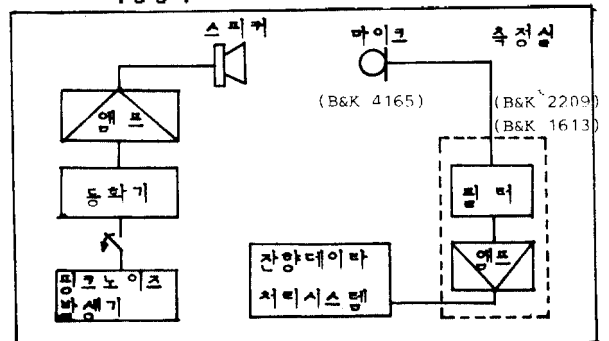 스피커
마이크
측정실
(B&K 4165)
(B&K 2209)
(B&K 1613)
앰프
등화기
필터
앰프
핑크노이즈
발생기
잔향데이타
처리시스템